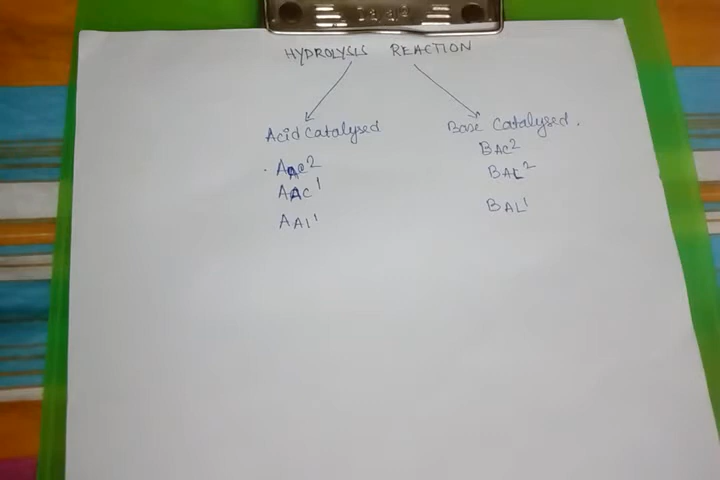 HYDROLYSIS REACTION
Acid Catalysed
Base Catalysed.
AAC2
AAC1
AAl1
BAC2
BAL2
BAL1